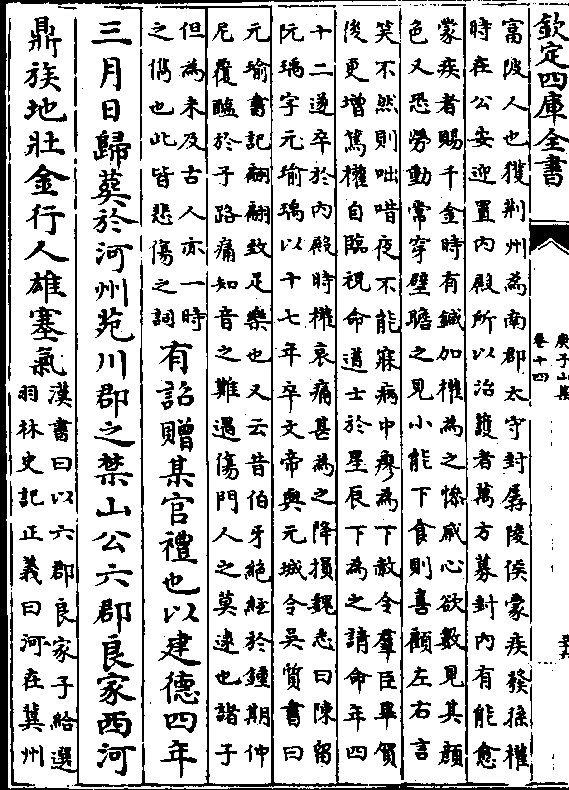 欽定四庫全書
庾子山集
卷十四
富陂人也獲荆州為南郡太守封孱陵侯蒙疾發孫權
時在公安迎置内殿所以治護者萬方募封内有能愈
蒙疾者賜千金時有鍼加權為之慘慼心欲數見其顔
色又恐勞動常穿壁瞻之見小能下食則喜顧左右言
笑不然則咄唶夜不能寐病中瘳為下赦令羣臣畢賀
後更增篤權自臨視命道士於星辰下為之請命年四
十二遂卒於内殿時權哀痛甚為之降損魏志曰陳留
阮瑀字元瑜瑀以十七年卒文帝與元城令吴質書曰
元瑜書記翩翩致足樂也又云昔伯牙絶絃於鍾期仲
尼覆醢於子路痛知音之難遇傷門人之莫逮也諸子
但為未及古人亦一時
之儁也此皆悲傷之詞
有詔贈某官禮也以建德四年
三月日歸葬於河州苑川郡之禁山公六郡良家西河
鼎族地壯金行人雄塞氣
漢書曰以六郡良家子給選
羽林史記正義曰河在冀州